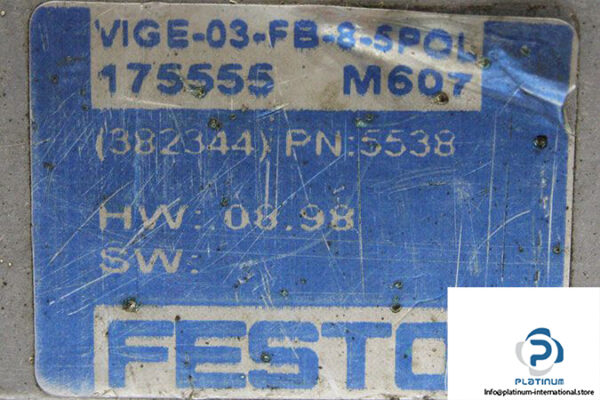 VIGE-03-FB-8-5POL
175555 M607
(382344) PN:5538
HW: 08.98
SW:
FESTO
PLATINUM
Info@platinum-international.store